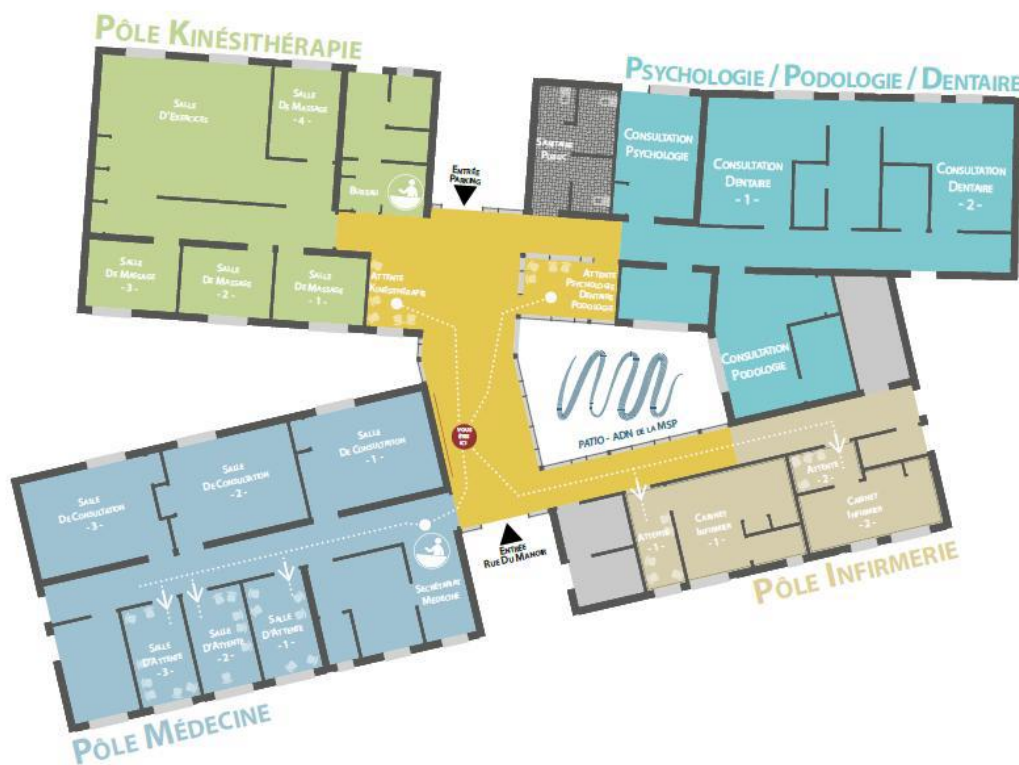 PÔLE KINÉSITHÉRAPIE
PSYCHOLOGIE / PODOLOGIE / DENTAIRE
SALLE
D'EXERCICES
SALLE
DE MASSAGE
- 4 -
BUREAU
ENTRÉE
PARKING
SANITAIRE
PUBLIC
CONSULTATION
PSYCHOLOGIE
CONSULTATION
DENTAIRE
- 1 -
CONSULTATION
DENTAIRE
- 2 -
SALLE
DE MASSAGE
- 3 -
SALLE
DE MASSAGE
- 2 -
SALLE
DE MASSAGE
- 1 -
ATTENTE
KINÉSITHÉRAPIE
ATTENTE
PSYCHOLOGIE
DENTAIRE
PODOLOGIE
CONSULTATION
PODOLOGIE
PATIO - ADN DE LA MSP
VOUS
ÊTES
ICI
SALLE
DE CONSULTATION
- 3 -
SALLE
DE CONSULTATION
- 2 -
SALLE
DE CONSULTATION
- 1 -
SECRÉTARIAT
MÉDECINE
ENTRÉE
RUE DU MANOIR
ATTENTE
- 1 -
CABINET
INFIRMIER
- 1 -
ATTENTE
- 2 -
CABINET
INFIRMIER
- 2 -
PÔLE INFIRMERIE
SALLE
D'ATTENTE
- 3 -
SALLE
D'ATTENTE
- 2 -
SALLE
D'ATTENTE
- 1 -
PÔLE MÉDECINE